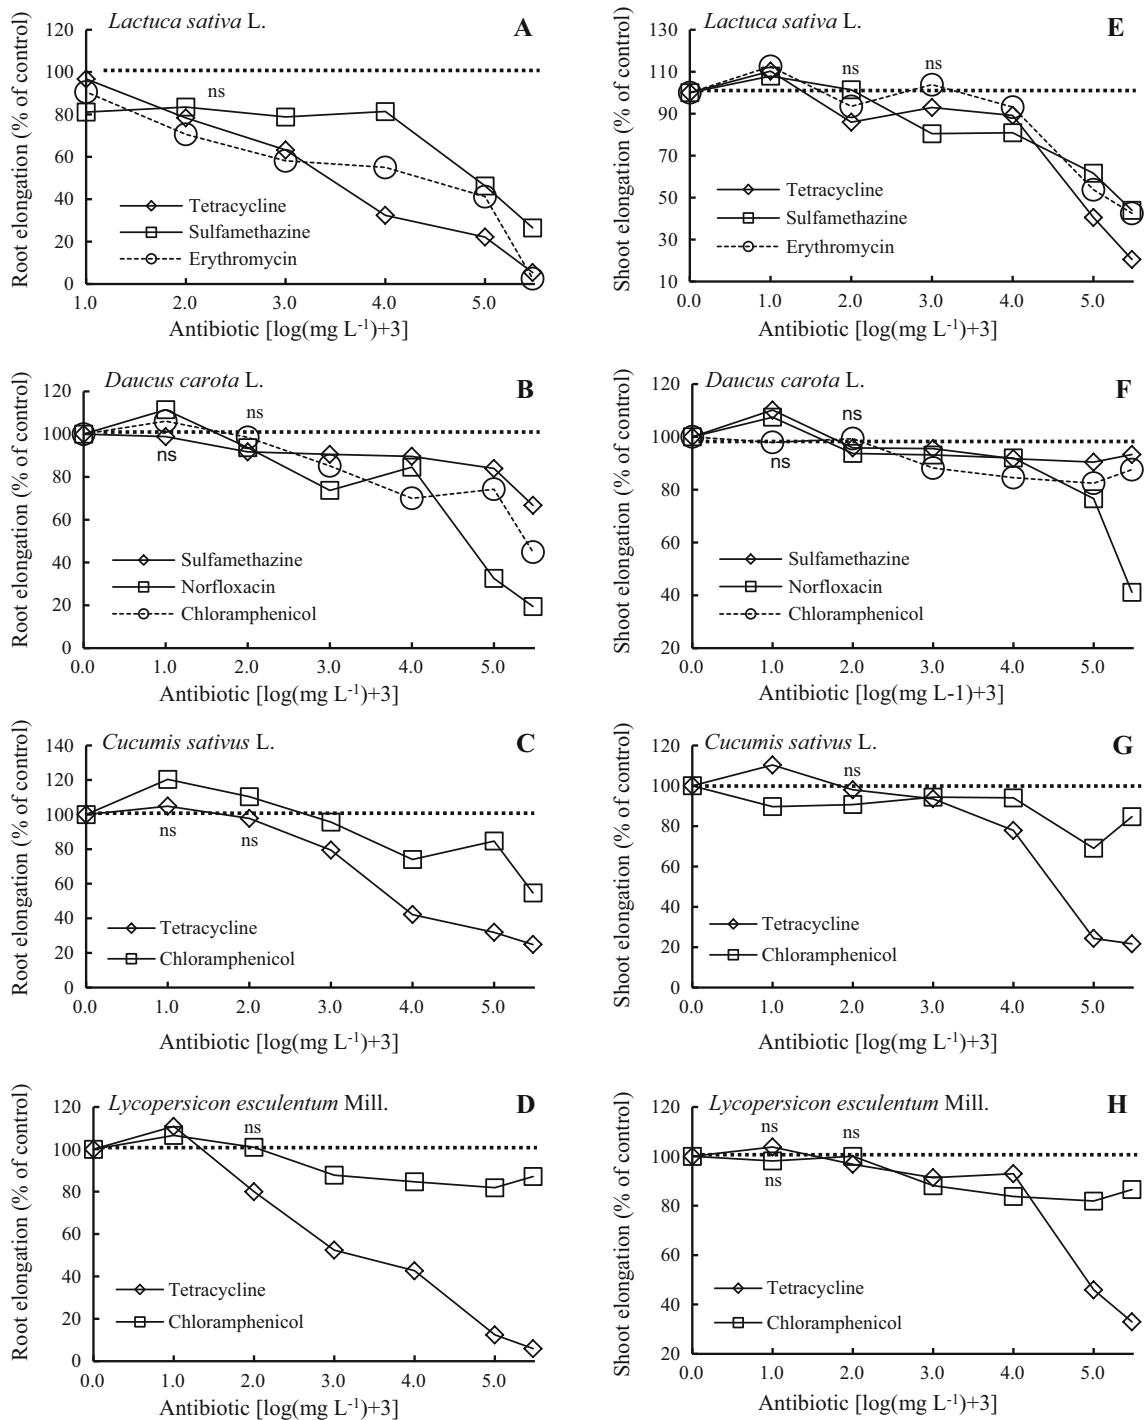 Lactuca sativa L.
A
Root elongation (% of control)
120
100
80
60
40
20
0
ns
Tetracycline
Sulfamethazine
Erythromycin
1.0 2.0 3.0 4.0 5.0
Antibiotic [log(mg L-1)+3]
Lactuca sativa L.
E
Shoot elongation (% of control)
130
110
90
70
50
30
10
ns
ns
Tetracycline
Sulfamethazine
Erythromycin
0.0 1.0 2.0 3.0 4.0 5.0
Antibiotic [log(mg L-1)+3]
Daucus carota L.
B
Root elongation (% of control)
120
100
80
60
40
20
0
ns
ns
Sulfamethazine
Norfloxacin
Chloramphenicol
0.0 1.0 2.0 3.0 4.0 5.0
Antibiotic [log(mg L-1)+3]
Daucus carota L.
F
Shoot elongation (% of control)
120
100
80
60
40
20
ns
ns
Sulfamethazine
Norfloxacin
Chloramphenicol
0.0 1.0 2.0 3.0 4.0 5.0
Antibiotic [log(mg L-1)+3]
Cucumis sativus L.
C
Root elongation (% of control)
140
120
100
80
60
40
20
0
ns
ns
Tetracycline
Chloramphenicol
0.0 1.0 2.0 3.0 4.0 5.0
Antibiotic [log(mg L-1)+3]
Cucumis sativus L.
G
Shoot elongation (% of control)
120
100
80
60
40
20
0
ns
Tetracycline
Chloramphenicol
0.0 1.0 2.0 3.0 4.0 5.0
Antibiotic [log(mg L-1)+3]
Lycopersicon esculentum Mill.
D
Root elongation (% of control)
120
100
80
60
40
20
0
ns
Tetracycline
Chloramphenicol
0.0 1.0 2.0 3.0 4.0 5.0
Antibiotic [log(mg L-1)+3]
Lycopersicon esculentum Mill.
H
Shoot elongation (% of control)
120
100
80
60
40
20
ns
ns
ns
Tetracycline
Chloramphenicol
0.0 1.0 2.0 3.0 4.0 5.0
Antibiotic [log(mg L-1)+3]